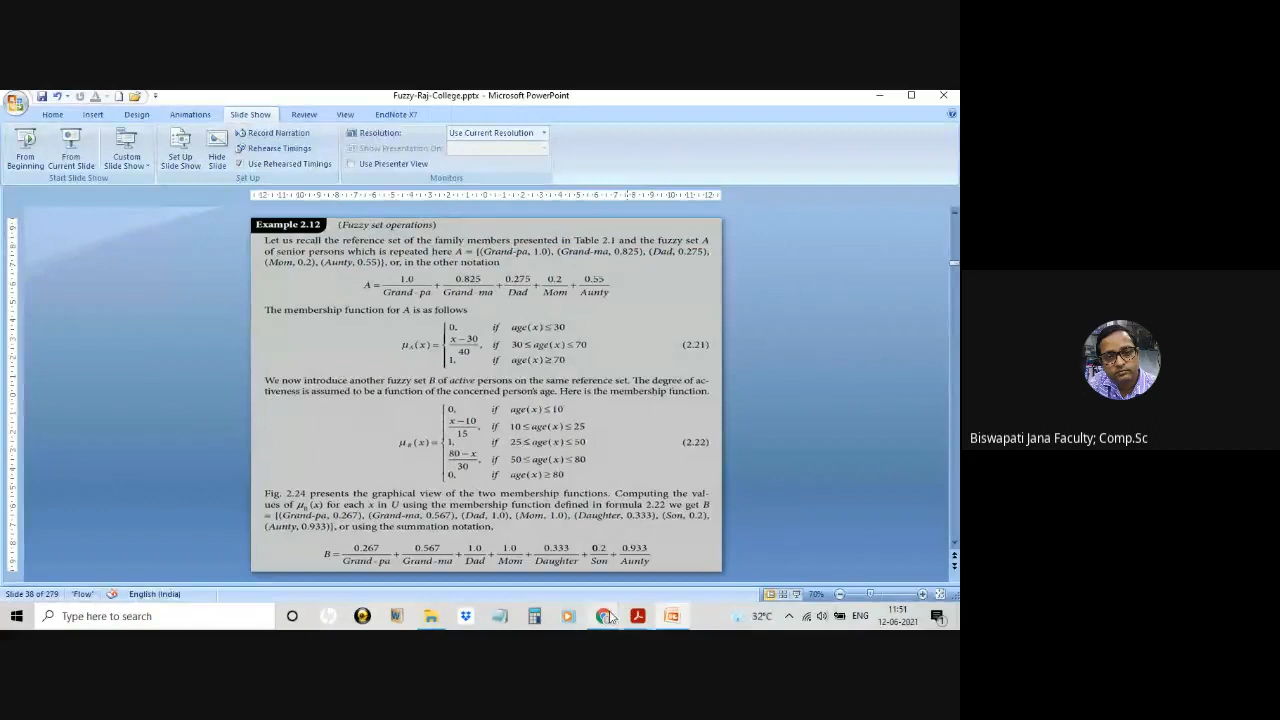 Fuzzy-Raj-College.pptx - Microsoft PowerPoint
Home Insert Design Animations Slide Show Review View EndNote X7
From Beginning
From Current Slide
Custom Slide Show
Start Slide Show
Set Up Slide Show
Hide Slide
Record Narration
Rehearse Timings
Use Rehearsed Timings
Set Up
Resolution: Use Current Resolution
Show Presentation On:
Use Presenter View
Monitors
Example 2.12 (Fuzzy set operations)
Let us recall the reference set of the family members presented in Table 2.1 and the fuzzy set A
of senior persons which is repeated here A = {(Grand-pa, 1.0), (Grand-ma, 0.825), (Dad, 0.275),
(Mom, 0.2), (Aunty, 0.55)}, or, in the other notation
A = 1.0/Grand-pa + 0.825/Grand-ma + 0.275/Dad + 0.2/Mom + 0.55/Aunty
The membership function for A is as follows
μA(x) = { 0, if age(x) ≤ 30
x−30/40, if 30 ≤ age(x) ≤ 70 (2.21)
1, if age(x) ≥ 70
We now introduce another fuzzy set B of active persons on the same reference set. The degree of ac-
tiveness is assumed to be a function of the concerned person's age. Here is the membership function.
μB(x) = { 0, if age(x) ≤ 10
x−10/15, if 10 ≤ age(x) ≤ 25
1, if 25 ≤ age(x) ≤ 50 (2.22)
80−x/30, if 50 ≤ age(x) ≤ 80
0, if age(x) ≥ 80
Fig. 2.24 presents the graphical view of the two membership functions. Computing the val-
ues of μB(x) for each x in U using the membership function defined in formula 2.22 we get B
= {(Grand-pa, 0.267), (Grand-ma, 0.567), (Dad, 1.0), (Mom, 1.0), (Daughter, 0.333), (Son, 0.2),
(Aunty, 0.933)}, or using the summation notation,
B = 0.267/Grand-pa + 0.567/Grand-ma + 1.0/Dad + 1.0/Mom + 0.333/Daughter + 0.2/Son + 0.933/Aunty
Slide 38 of 279 "Flow" English (India) 70%
Type here to search
32°C ENG 11:51
12-06-2021
Biswapati Jana Faculty; Comp.Sc